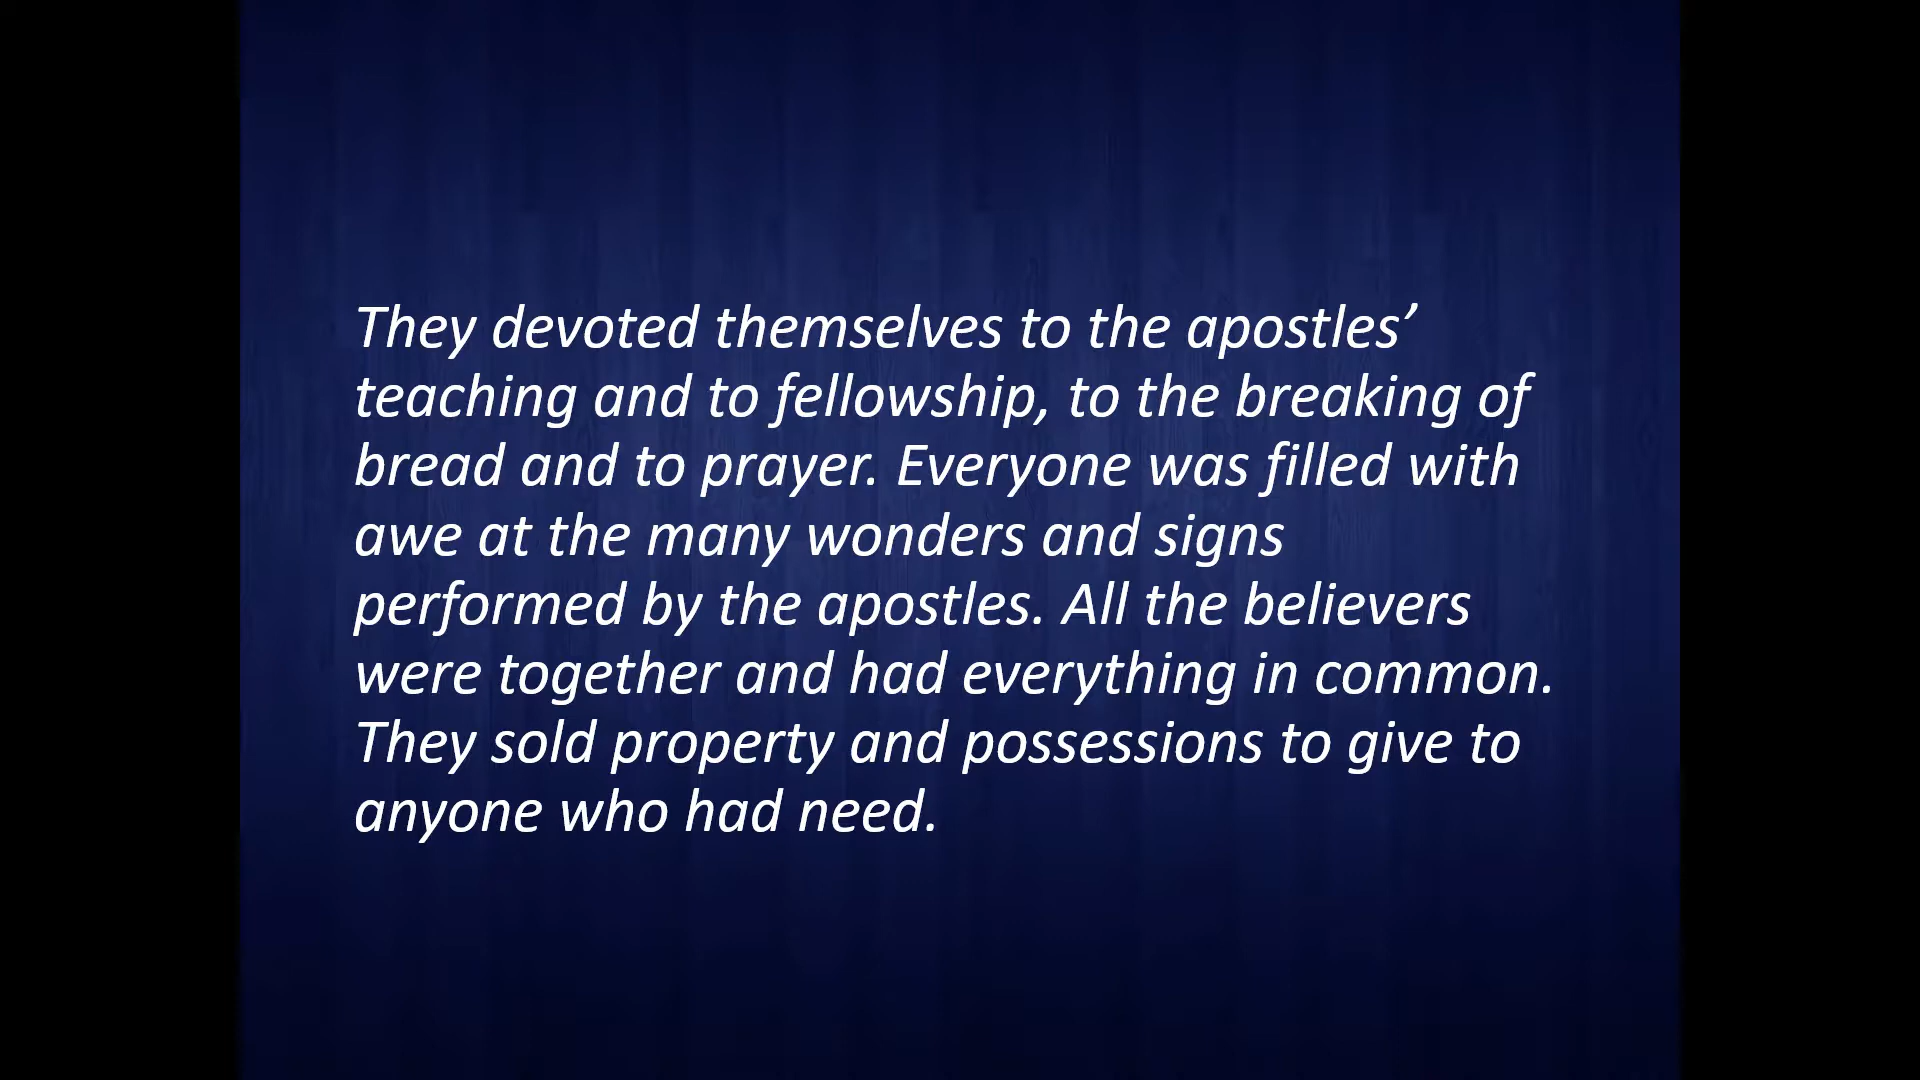 They devoted themselves to the apostles’
teaching and to fellowship, to the breaking of
bread and to prayer. Everyone was filled with
awe at the many wonders and signs
performed by the apostles. All the believers
were together and had everything in common.
They sold property and possessions to give to
anyone who had need.